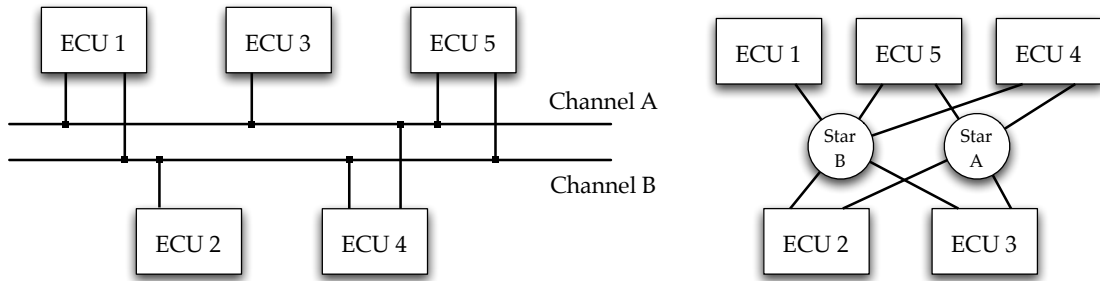 ECU 1
ECU 3
ECU 5
Channel A
Channel B
ECU 2
ECU 4
ECU 1
ECU 5
ECU 4
Star
B
Star
A
ECU 2
ECU 3